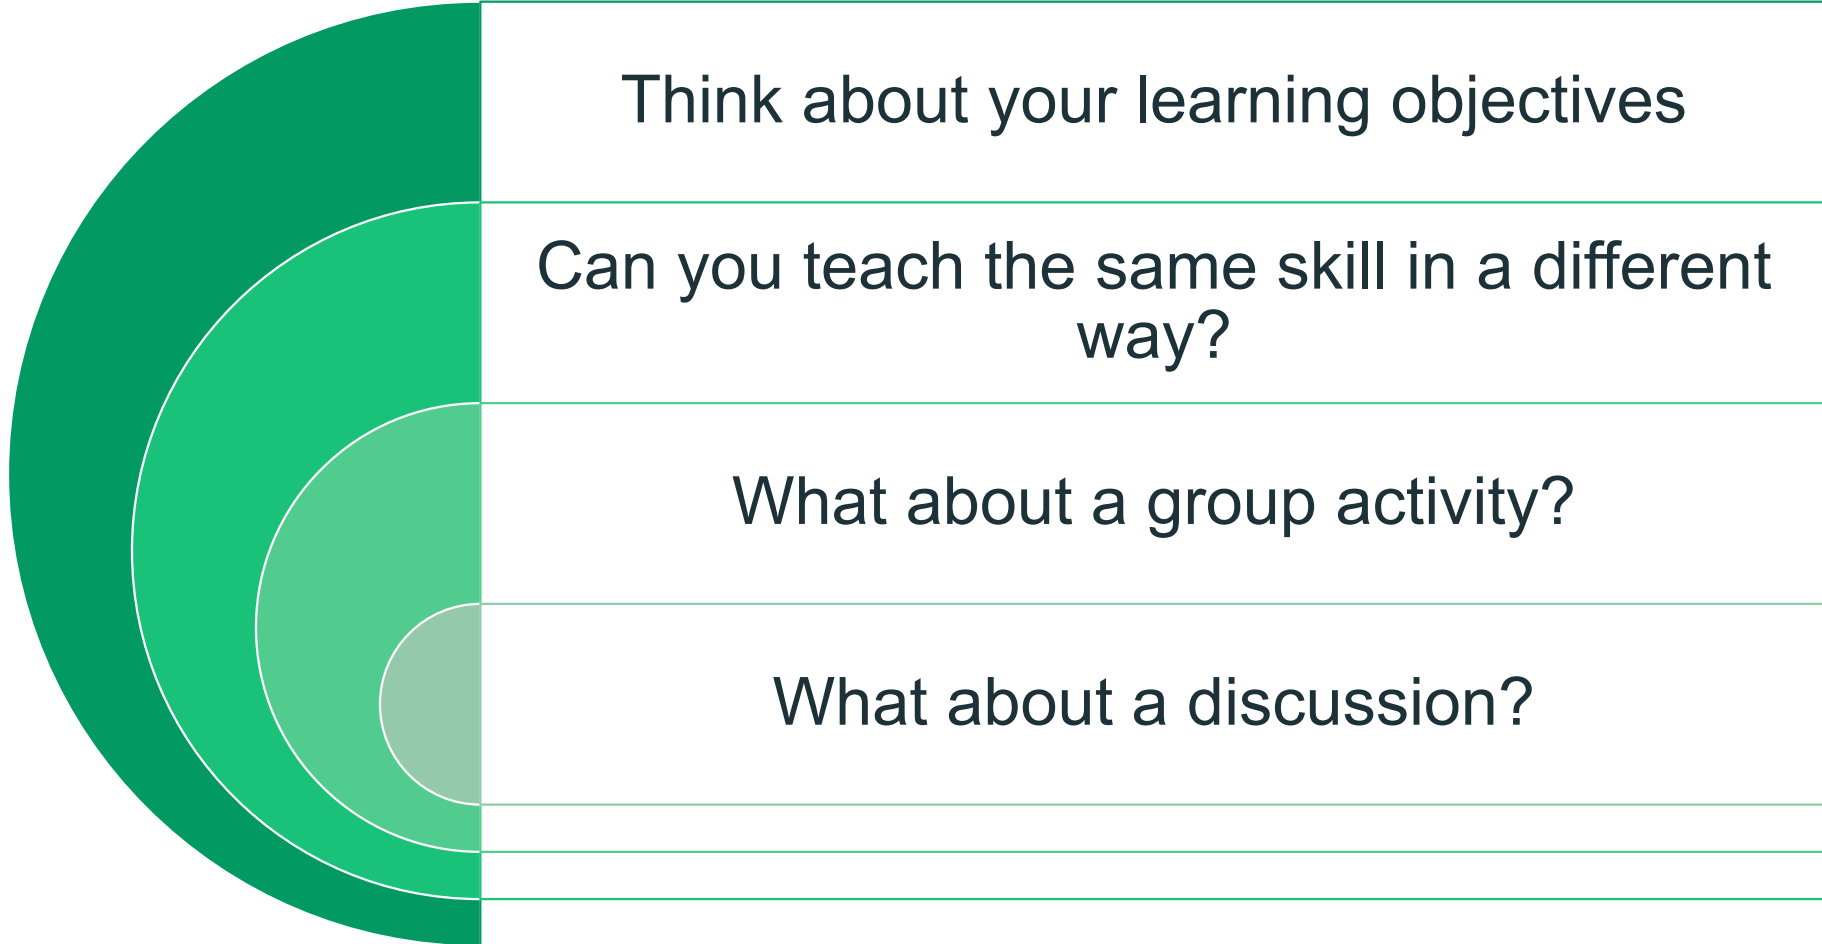 Think about your learning objectives
Can you teach the same skill in a different
way?
What about a group activity?
What about a discussion?